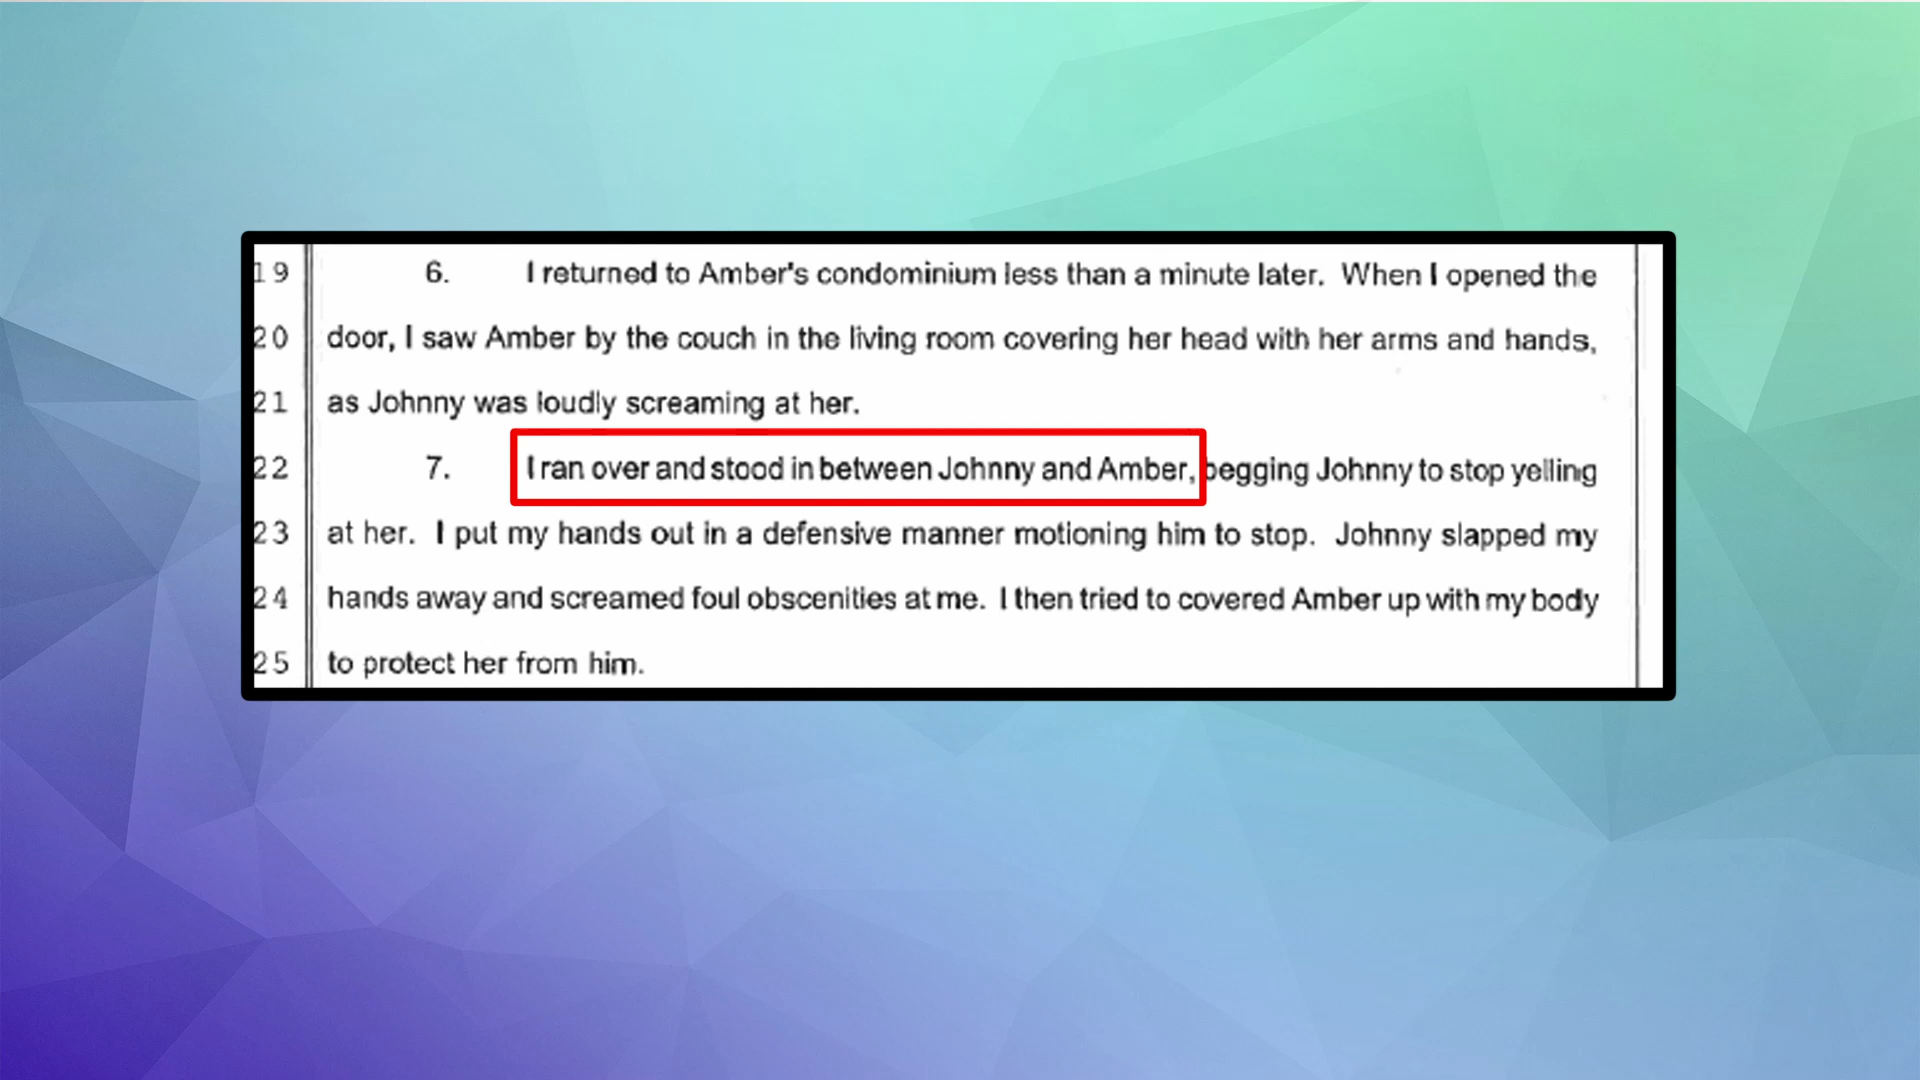 19 6. I returned to Amber's condominium less than a minute later. When I opened the
20 door, I saw Amber by the couch in the living room covering her head with her arms and hands,
21 as Johnny was loudly screaming at her.
22 7. I ran over and stood in between Johnny and Amber, begging Johnny to stop yelling
23 at her. I put my hands out in a defensive manner motioning him to stop. Johnny slapped my
24 hands away and screamed foul obscenities at me. I then tried to covered Amber up with my body
25 to protect her from him.